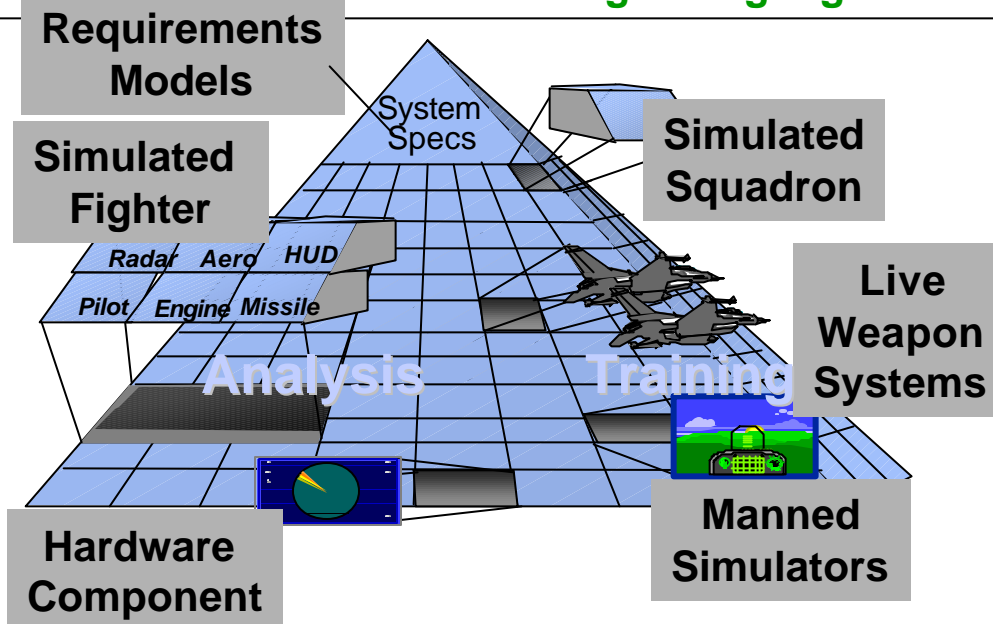 Requirements
Models
System
Specs
Simulated
Squadron
Simulated
Fighter
Radar Aero HUD
Pilot Engine Missile
Live
Weapon
Systems
Analysis
Training
Manned
Simulators
Hardware
Component